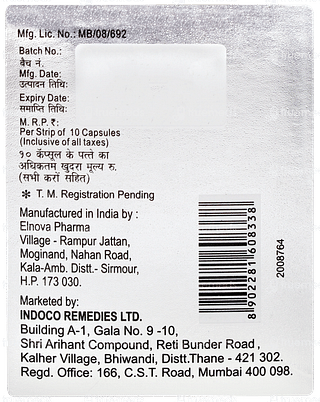 Mfg. Lic. No.: MB/08/692
Batch No.:
बैच नं.
Mfg. Date:
उत्पादन तिथि:
Expiry Date:
समाप्ति तिथि:
M. R. P. ₹:
Per Strip of 10 Capsules
(Inclusive of all taxes)
१० कॅप्सूल के पत्ते का
अधिकतम खुदरा मूल्य रु.
(सभी करों सहित)
✻ T. M. Registration Pending
Manufactured in India by :
Elnova Pharma
Village - Rampur Jattan,
Moginand, Nahan Road,
Kala-Amb. Distt.- Sirmour,
H.P. 173 030.
8 902281 608338
2008764
Marketed by:
INDOCO REMEDIES LTD.
Building A-1, Gala No. 9 -10,
Shri Arihant Compound, Reti Bunder Road ,
Kalher Village, Bhiwandi, Distt.Thane - 421 302.
Regd. Office: 166, C.S.T. Road, Mumbai 400 098.